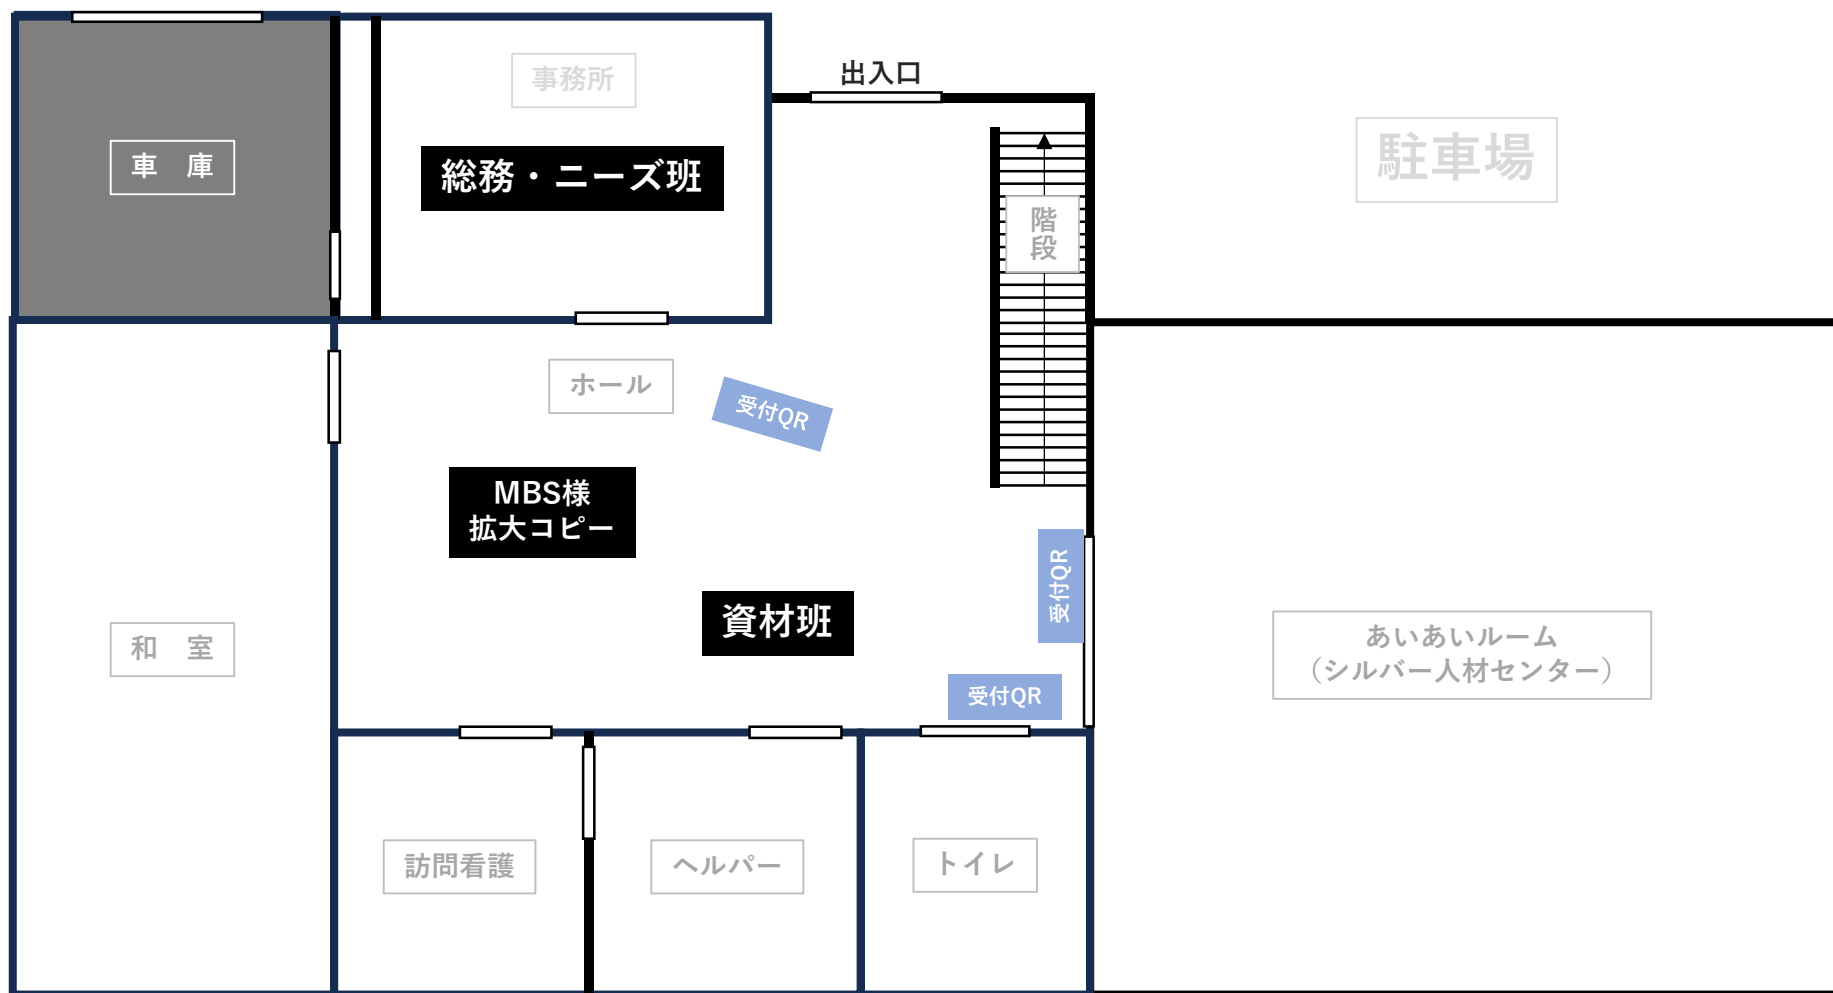 出入口
事務所
車　庫
総務・ニーズ班
駐車場
階
段
ホール
受付QR
MBS様
拡大コピー
受付QR
資材班
和　室
あいあいルーム
（シルバー人材センター）
受付QR
訪問看護
ヘルパー
トイレ